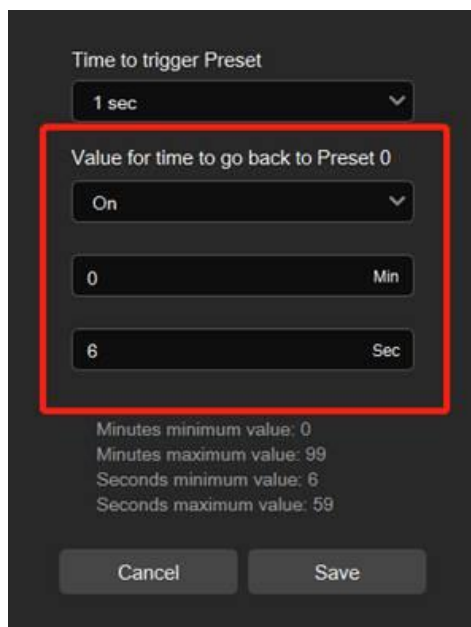 Time to trigger Preset
1 sec
Value for time to go back to Preset 0
On
0 Min
6 Sec
Minutes minimum value: 0
Minutes maximum value: 99
Seconds minimum value: 6
Seconds maximum value: 59
Cancel Save